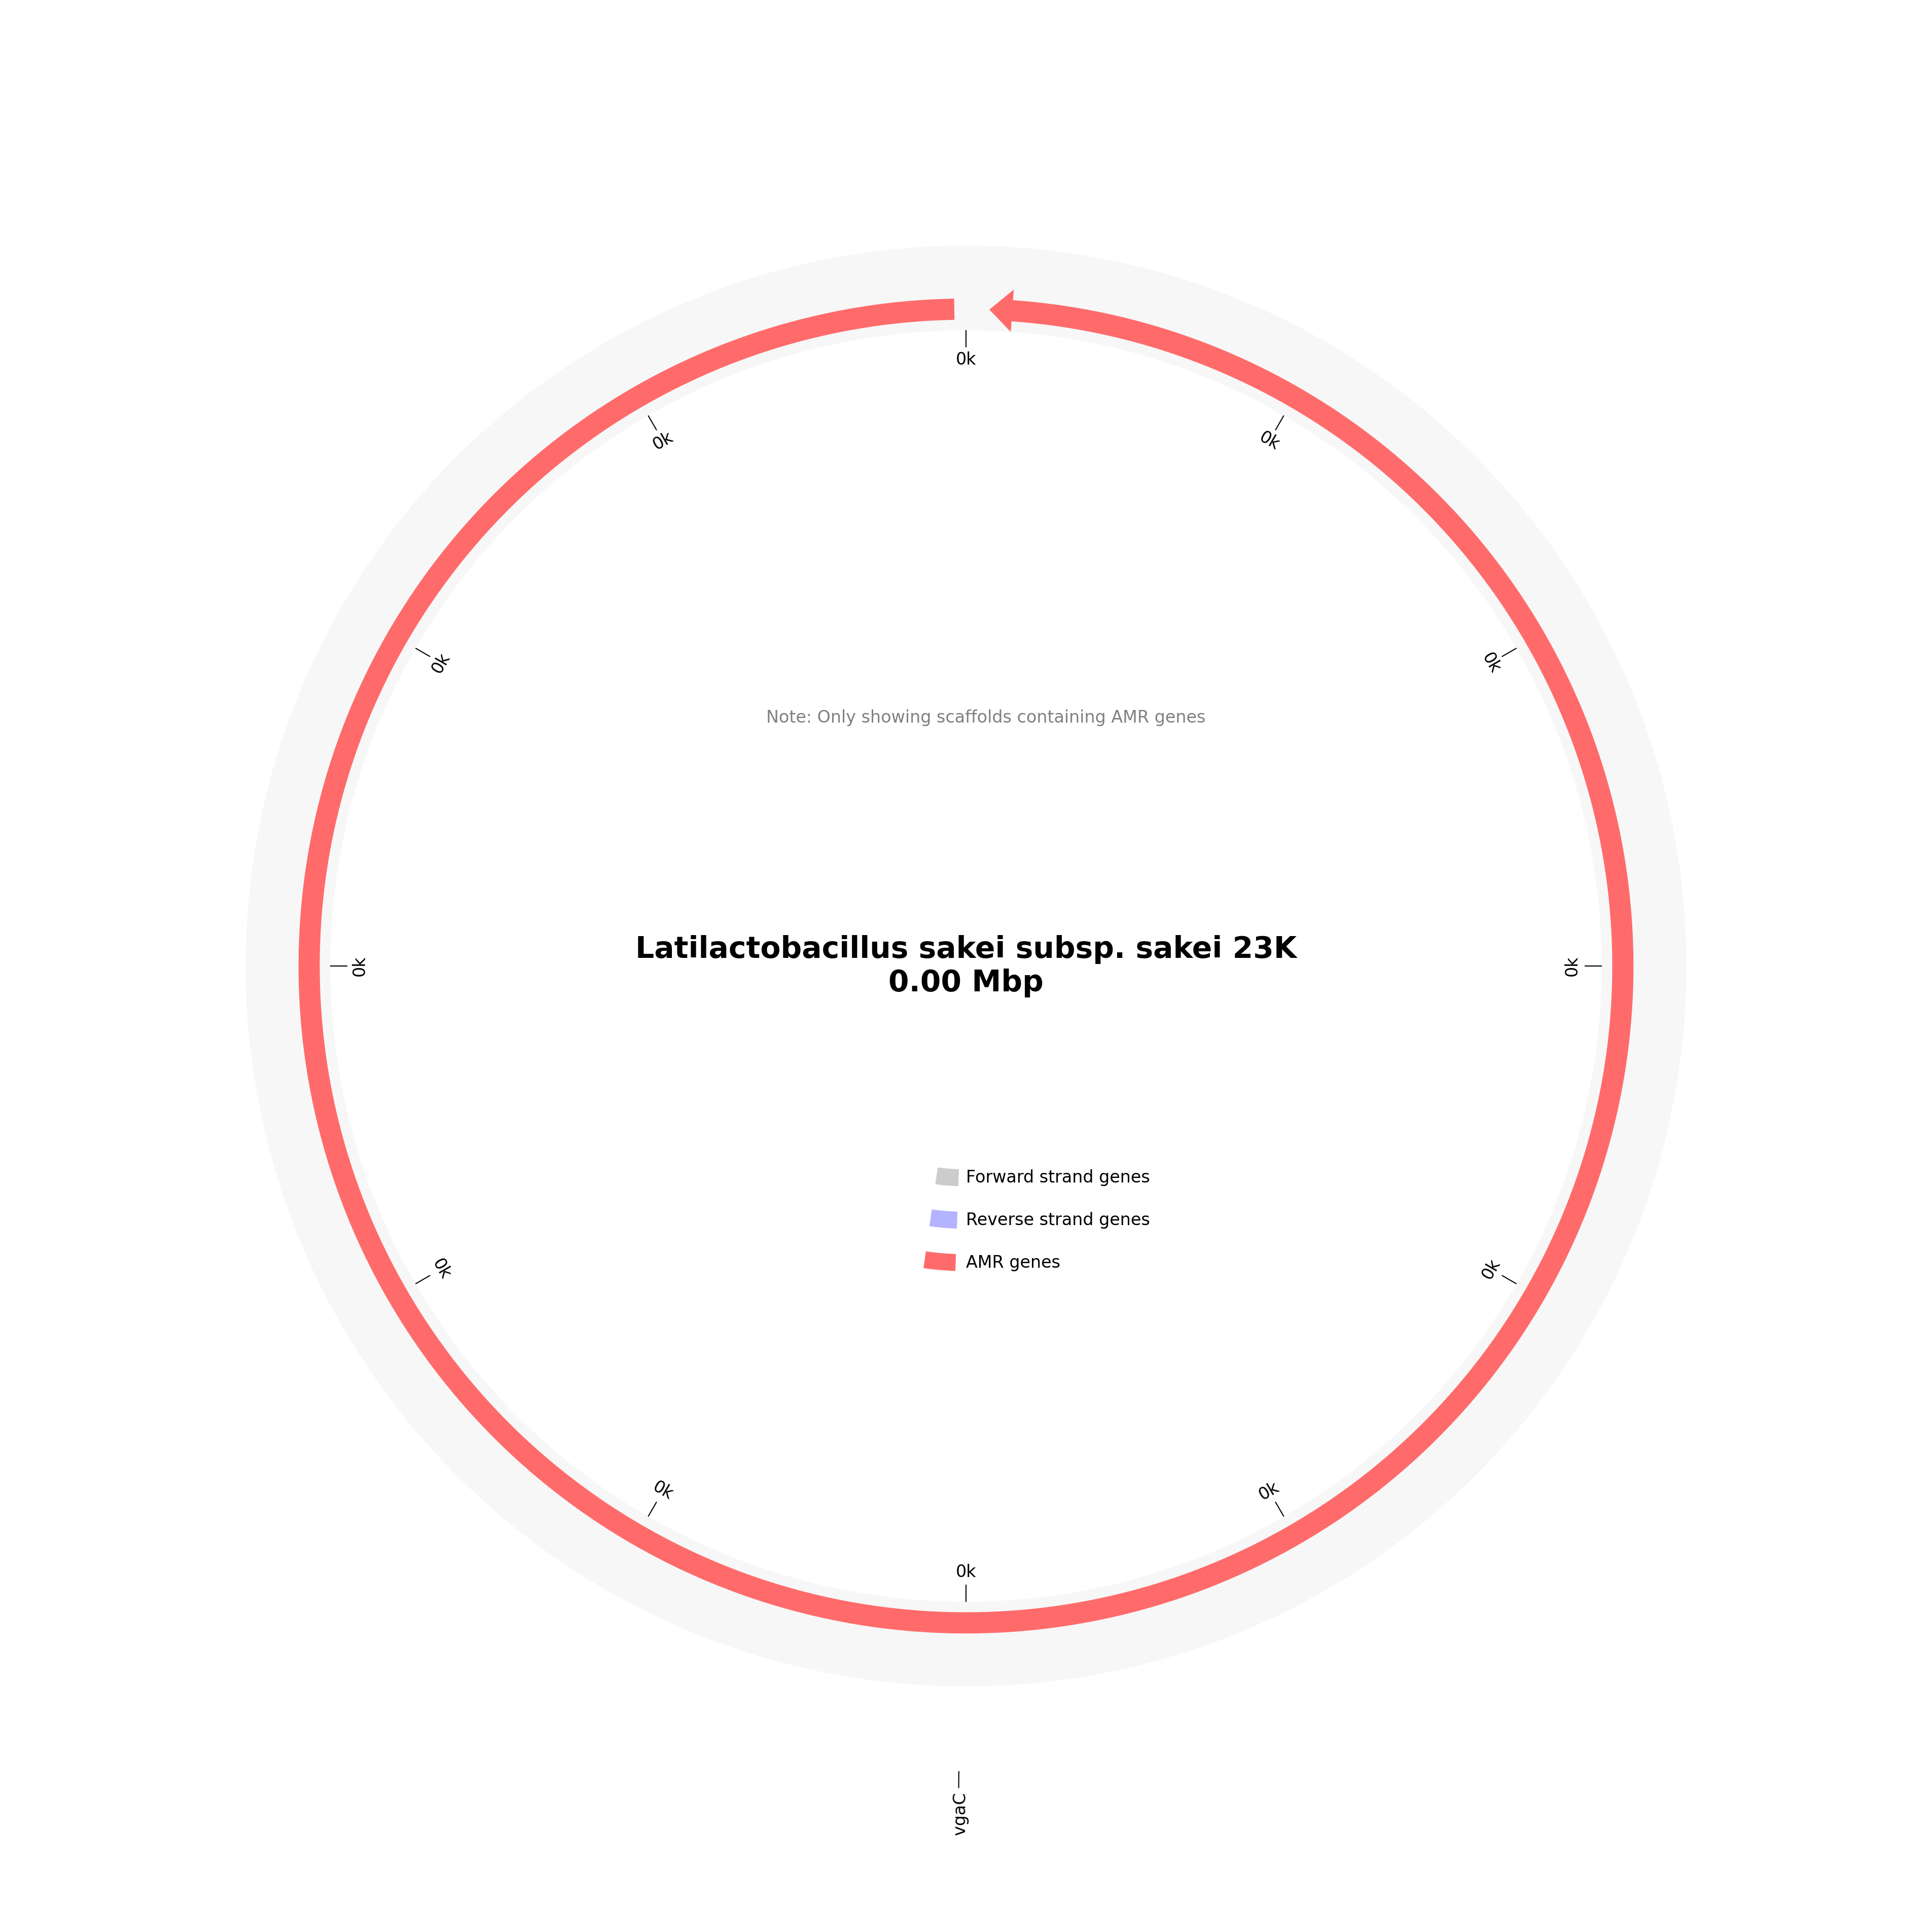 0k
0k
0k
0k
0k
0k
0k
0k
0k
0k
0k
0k
Note: Only showing scaffolds containing AMR genes
Latilactobacillus sakei subsp. sakei 23K
0.00 Mbp
Forward strand genes
Reverse strand genes
AMR genes
vgaC